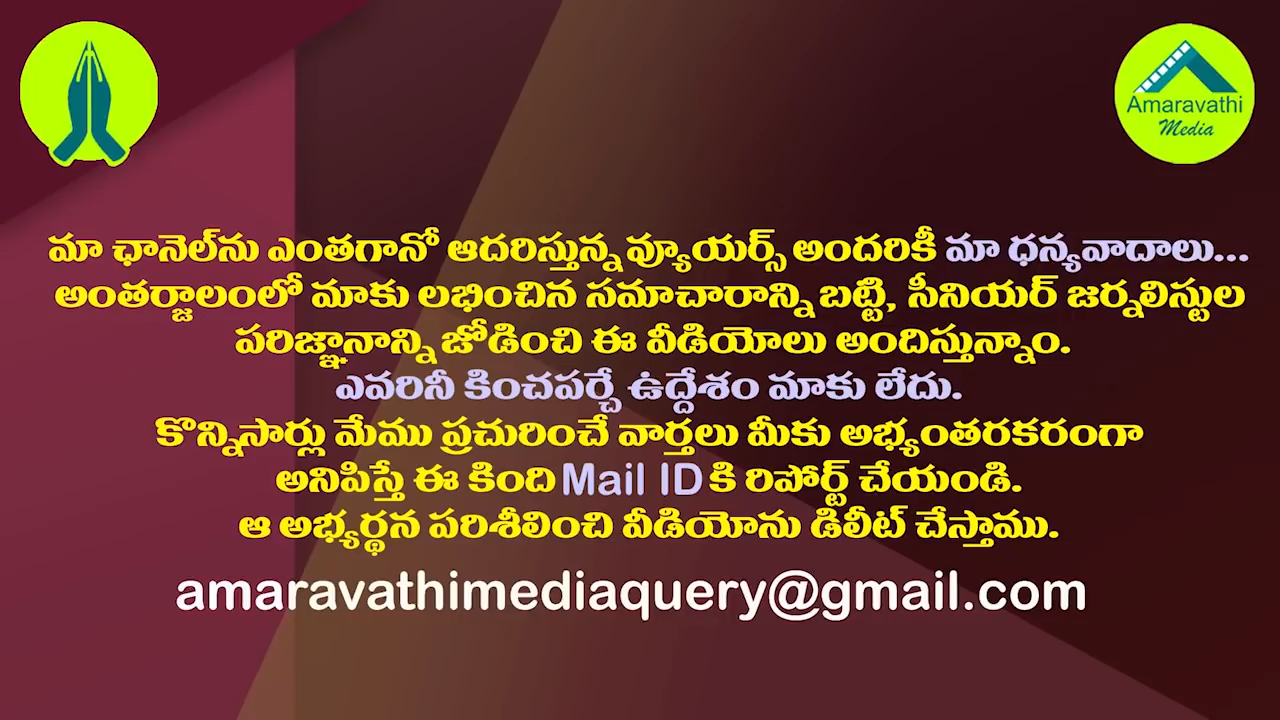 Amaravathi
Media
మా ఛానెల్‌ను ఎంతగానో ఆదరిస్తున్న వ్యూయర్స్ అందరికీ మా ధన్యవాదాలు...
అంతర్జాలంలో మాకు లభించిన సమాచారాన్ని బట్టి, సీనియర్ జర్నలిస్టుల
పరిజ్ఞానాన్ని జోడించి ఈ వీడియోలు అందిస్తున్నాం.
ఎవరినీ కించపర్చే ఉద్దేశం మాకు లేదు.
కొన్నిసార్లు మేము ప్రచురించే వార్తలు మీకు అభ్యంతరకరంగా
అనిపిస్తే ఈ కింది Mail ID కి రిపోర్ట్ చేయండి.
ఆ అభ్యర్థన పరిశీలించి వీడియోను డిలీట్ చేస్తాము.
amaravathimediaquery@gmail.com